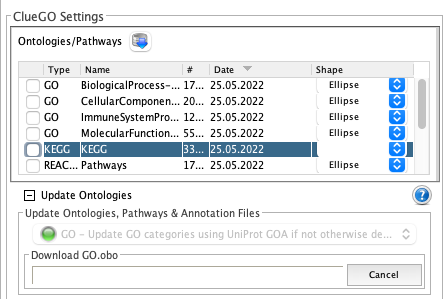 ClueGO Settings
Ontologies/Pathways
Type Name # Date Shape
GO BiologicalProcess-... 17... 25.05.2022 Ellipse
GO CellularComponen... 20... 25.05.2022 Ellipse
GO ImmuneSystemPro... 12... 25.05.2022 Ellipse
GO MolecularFunction... 55... 25.05.2022 Ellipse
KEGG KEGG 33... 25.05.2022
REAC... Pathways 17... 25.05.2022 Ellipse
Update Ontologies ?
Update Ontologies, Pathways & Annotation Files
GO - Update GO categories using UniProt GOA if not otherwise de...
Download GO.obo
Cancel